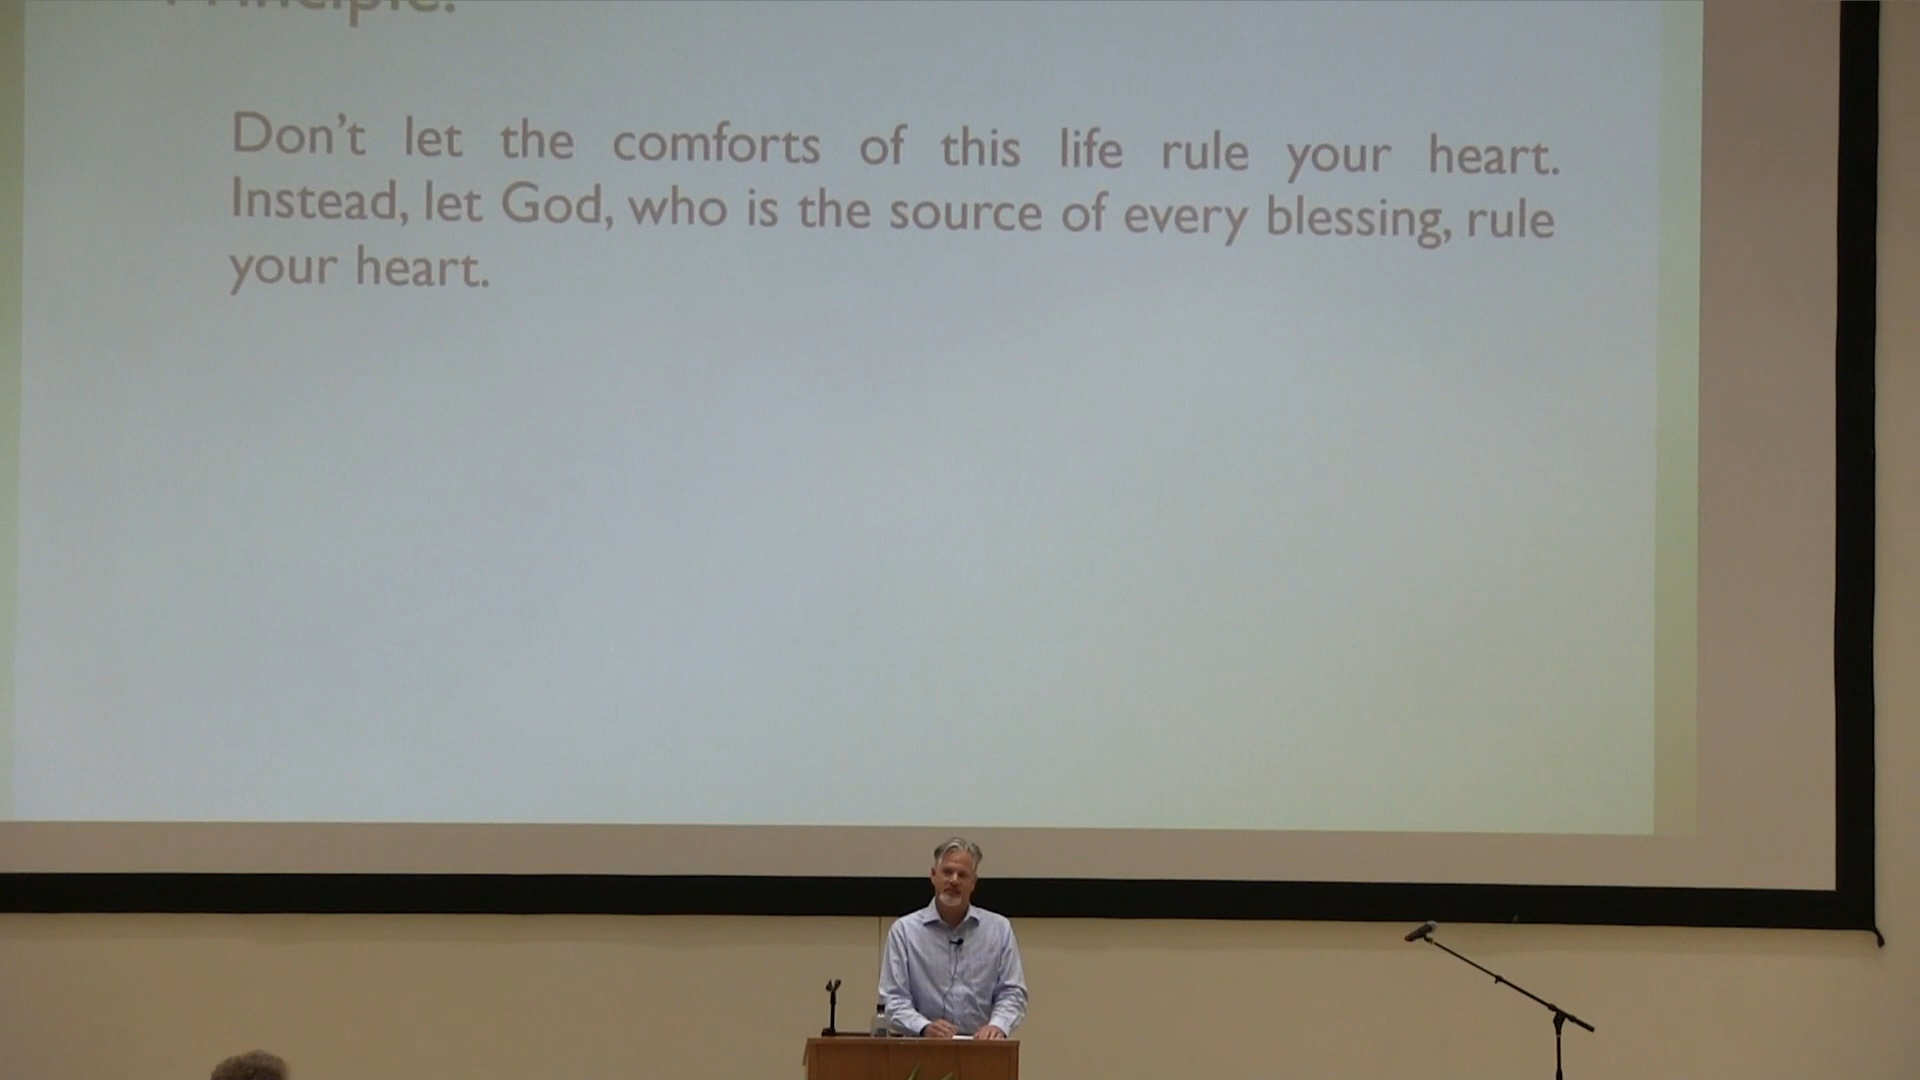 Principle:
Don't let the comforts of this life rule your heart.
Instead, let God, who is the source of every blessing, rule
your heart.